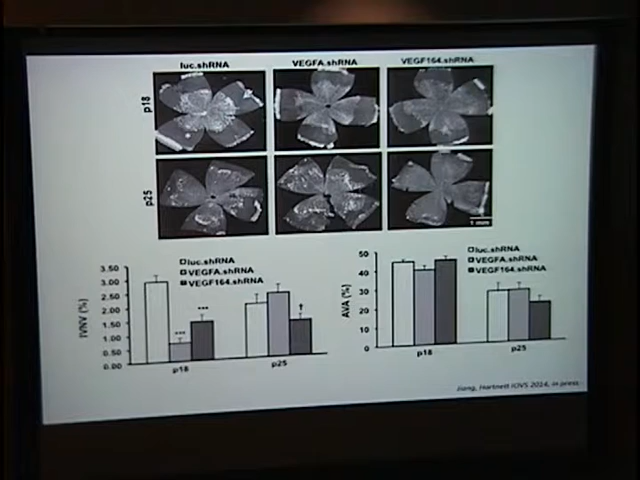 luc.shRNA VEGFA.shRNA VEGF164.shRNA
p18
p25
1 mm
IVNV (%)
3.50
3.00
2.50
2.00
1.50
1.00
0.50
0.00
luc.shRNA
VEGFA.shRNA
VEGF164.shRNA
***
***
†
p18 p25
AVA (%)
50
40
30
20
10
0
luc.shRNA
VEGFA.shRNA
VEGF164.shRNA
p18 p25
Jiang, Hartnett IOVS 2014, in press